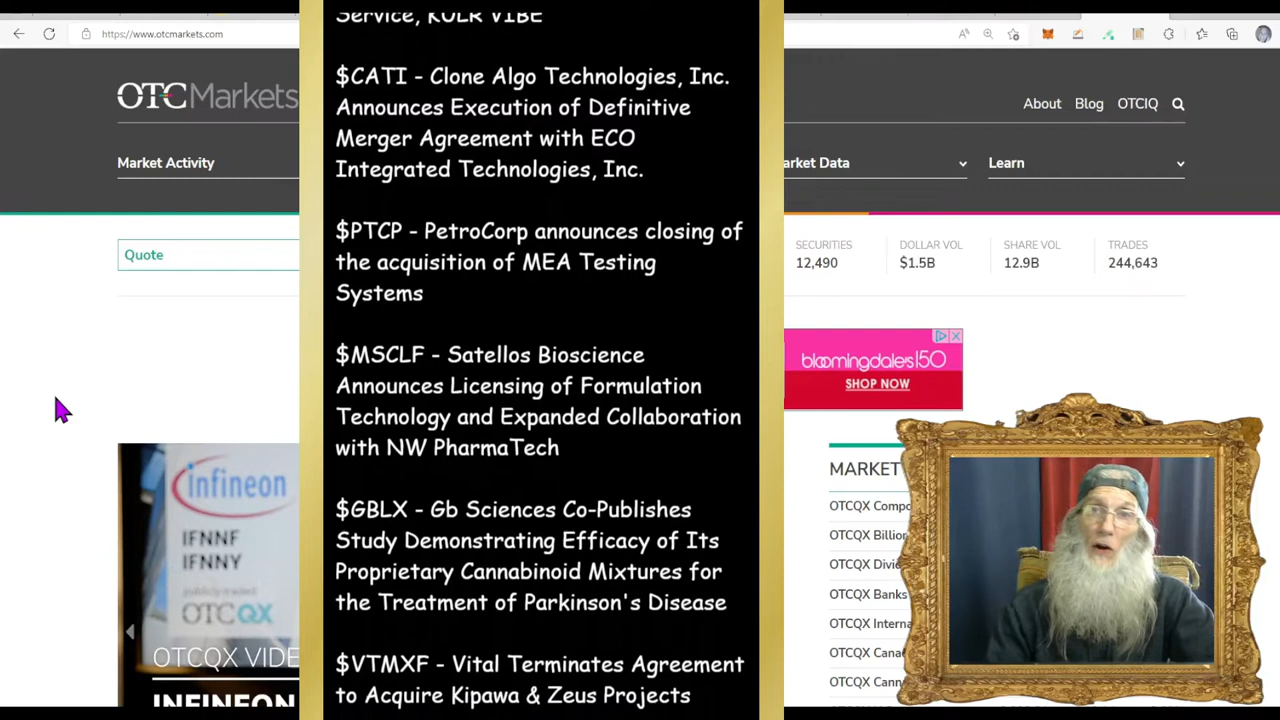 https://www.otcmarkets.com
OTCMarkets
About
Blog
OTCIQ
Market Activity
arket Data
Learn
Quote
SECURITIES
12,490
DOLLAR VOL
$1.5B
SHARE VOL
12.9B
TRADES
244,643
Service, KULR VIBE
$CATI - Clone Algo Technologies, Inc.
Announces Execution of Definitive
Merger Agreement with ECO
Integrated Technologies, Inc.
$PTCP - PetroCorp announces closing of
the acquisition of MEA Testing
Systems
$MSCLF - Satellos Bioscience
Announces Licensing of Formulation
Technology and Expanded Collaboration
with NW PharmaTech
$GBLX - Gb Sciences Co-Publishes
Study Demonstrating Efficacy of Its
Proprietary Cannabinoid Mixtures for
the Treatment of Parkinson's Disease
$VTMXF - Vital Terminates Agreement
to Acquire Kipawa & Zeus Projects
bloomingdale's 150
SHOP NOW
infineon
IFNNF
IFNNY
publicly traded
OTCQX
OTCQX VIDE
INFINEON
MARKET
OTCQX Compo
OTCQX Billion
OTCQX Divid
OTCQX Banks
OTCQX Interna
OTCQX Canad
OTCQX Cann